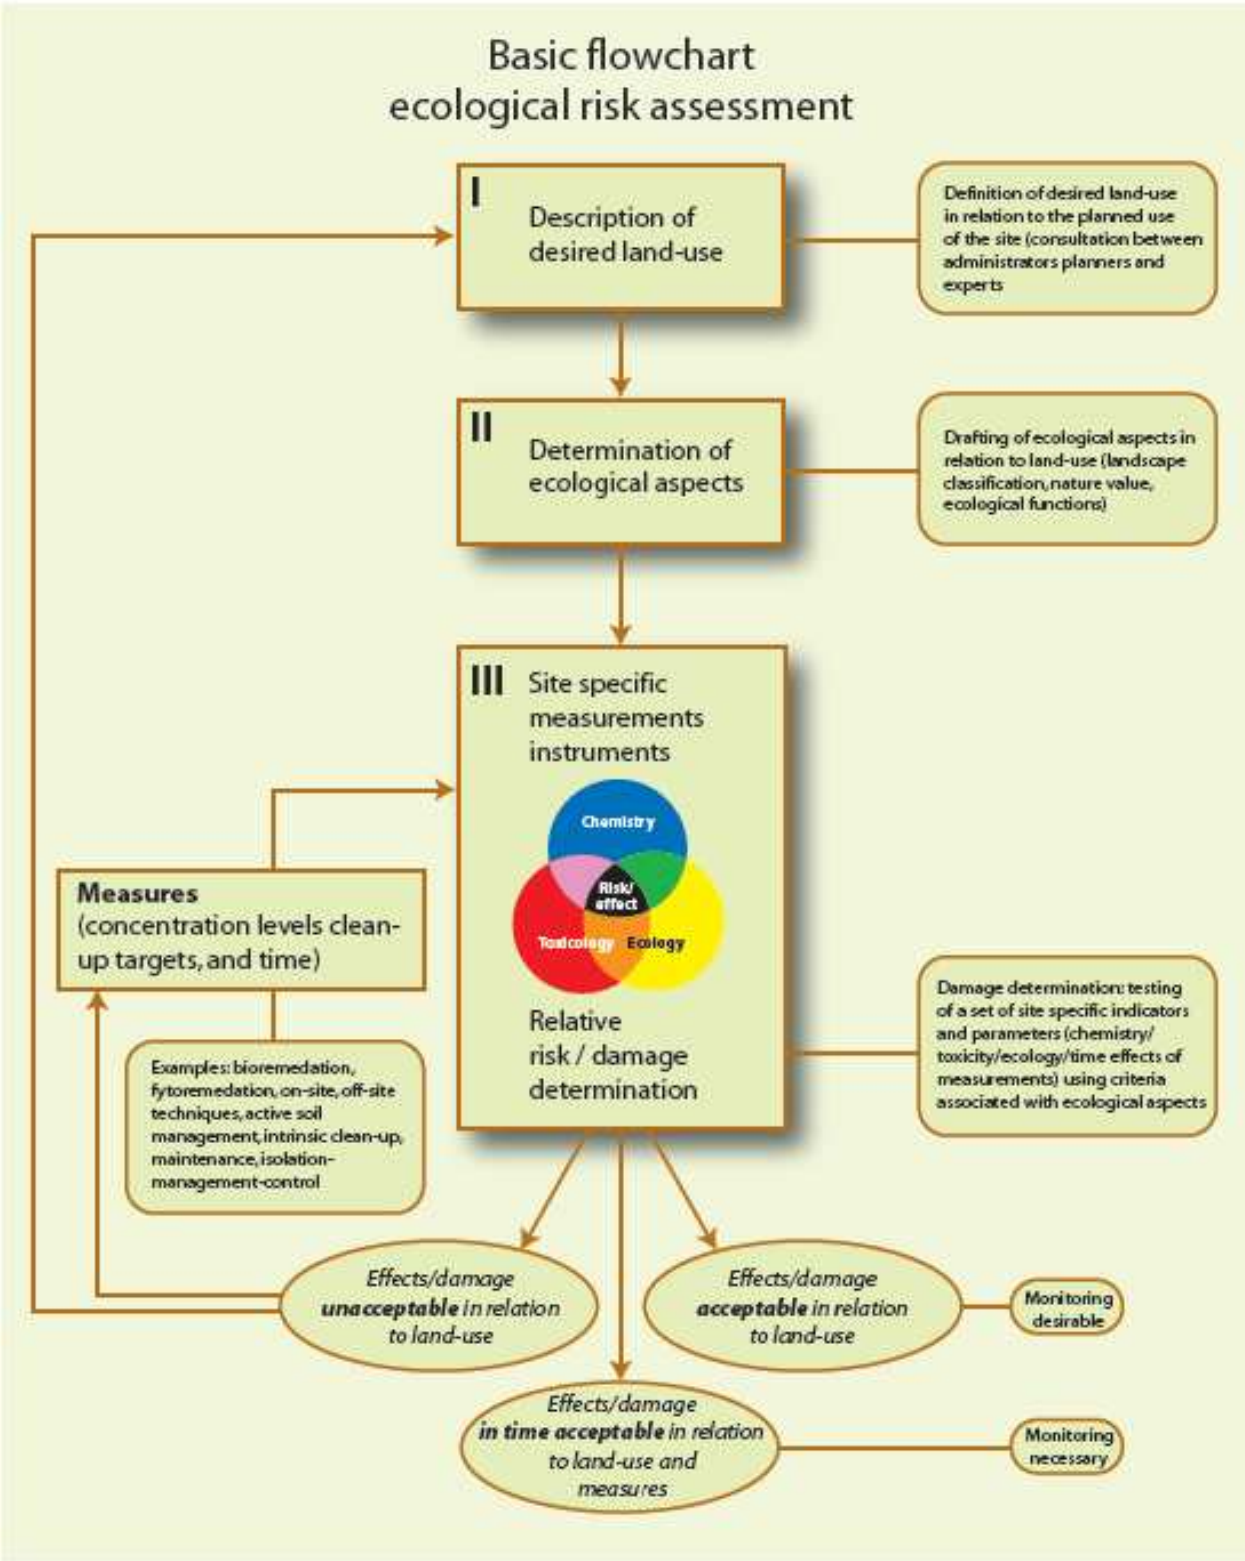 Basic flowchart
ecological risk assessment
I
Description of
desired land-use
Definition of desired land-use
in relation to the planned use
of the site (consultation between
administrators planners and
experts
II
Determination of
ecological aspects
Drafting of ecological aspects in
relation to land-use (landscape
classification, nature value,
ecological functions)
III
Site specific
measurements
instruments
Chemistry
Risk/
effect
Toxicology
Ecology
Relative
risk / damage
determination
Measures
(concentration levels clean-
up targets, and time)
Examples: bioremedation,
fytoremedation, on-site, off-site
techniques, active soil
management, intrinsic clean-up,
maintenance, isolation-
management-control
Damage determination: testing
of a set of site specific indicators
and parameters (chemistry/
toxicity/ecology/time effects of
measurements) using criteria
associated with ecological aspects
Effects/damage
unacceptable in relation
to land-use
Effects/damage
acceptable in relation
to land-use
Monitoring
desirable
Effects/damage
in time acceptable in relation
to land-use and
measures
Monitoring
necessary